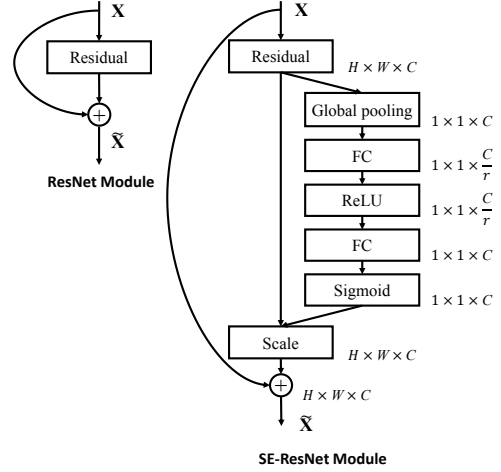 X
Residual
+
X̃
ResNet Module
X
Residual
H × W × C
Global pooling
1 × 1 × C
FC
1 × 1 × C/r
ReLU
1 × 1 × C/r
FC
1 × 1 × C
Sigmoid
1 × 1 × C
Scale
H × W × C
+
H × W × C
X̃
SE-ResNet Module